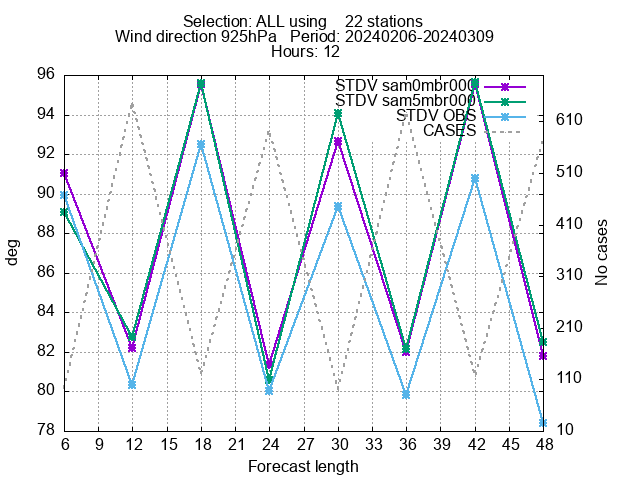 Selection: ALL using    22 stations
Wind direction 925hPa   Period: 20240206-20240309
Hours: 12
STDV sam0mbr000
STDV sam5mbr000
STDV OBS
CASES
96
94
92
90
88
86
84
82
80
78
deg
610
510
410
310
210
110
10
No cases
6 9 12 15 18 21 24 27 30 33 36 39 42 45 48
Forecast length